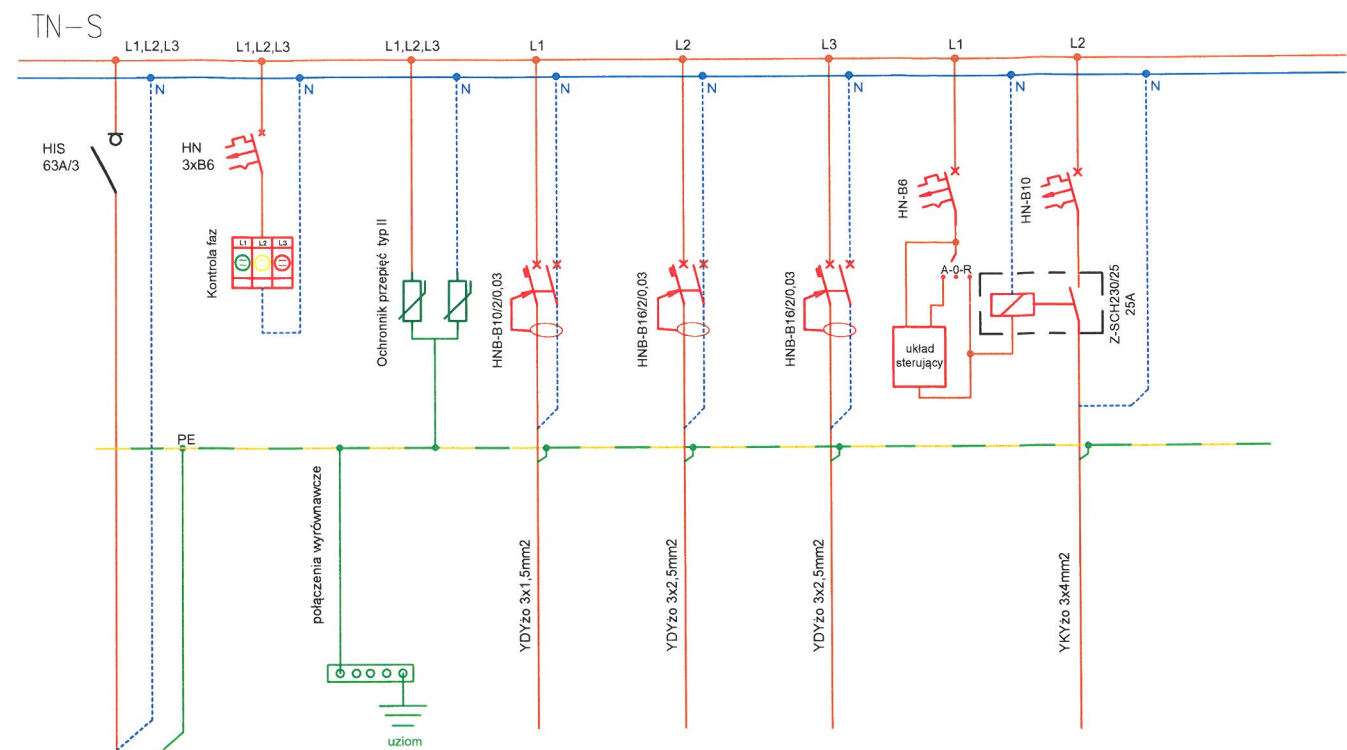 TN-S
L1,L2,L3
L1,L2,L3
L1,L2,L3
L1
L2
L3
L1
L2
N
N
N
N
N
N
N
N
HIS
63A/3
HN
3xB6
Kontrola faz
L1
L2
L3
Ochronnik przepięć typ II
HNB-B10/2/0,03
HNB-B16/2/0,03
HNB-B16/2/0,03
HN-B6
HN-B10
A-0-R
układ
sterujący
Z-SCH230/25
25A
PE
połączenia wyrównawcze
YDYżo 3x1,5mm2
YDYżo 3x2,5mm2
YDYżo 3x2,5mm2
YKYżo 3x4mm2
uziom